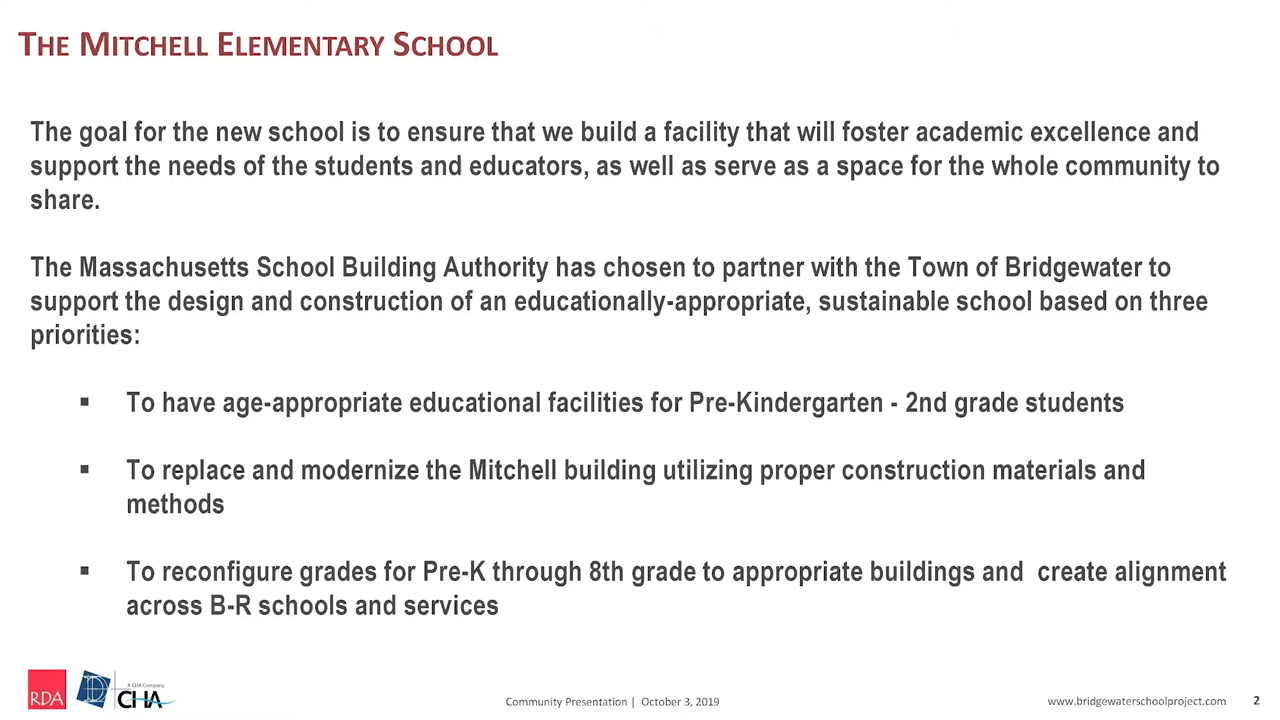 THE MITCHELL ELEMENTARY SCHOOL
The goal for the new school is to ensure that we build a facility that will foster academic excellence and
support the needs of the students and educators, as well as serve as a space for the whole community to
share.
The Massachusetts School Building Authority has chosen to partner with the Town of Bridgewater to
support the design and construction of an educationally-appropriate, sustainable school based on three
priorities:
▪ To have age-appropriate educational facilities for Pre-Kindergarten - 2nd grade students
▪ To replace and modernize the Mitchell building utilizing proper construction materials and
methods
▪ To reconfigure grades for Pre-K through 8th grade to appropriate buildings and create alignment
across B-R schools and services
RDA
D
A CHA Company
CHA
Community Presentation | October 3, 2019
www.bridgewaterschoolproject.com 2